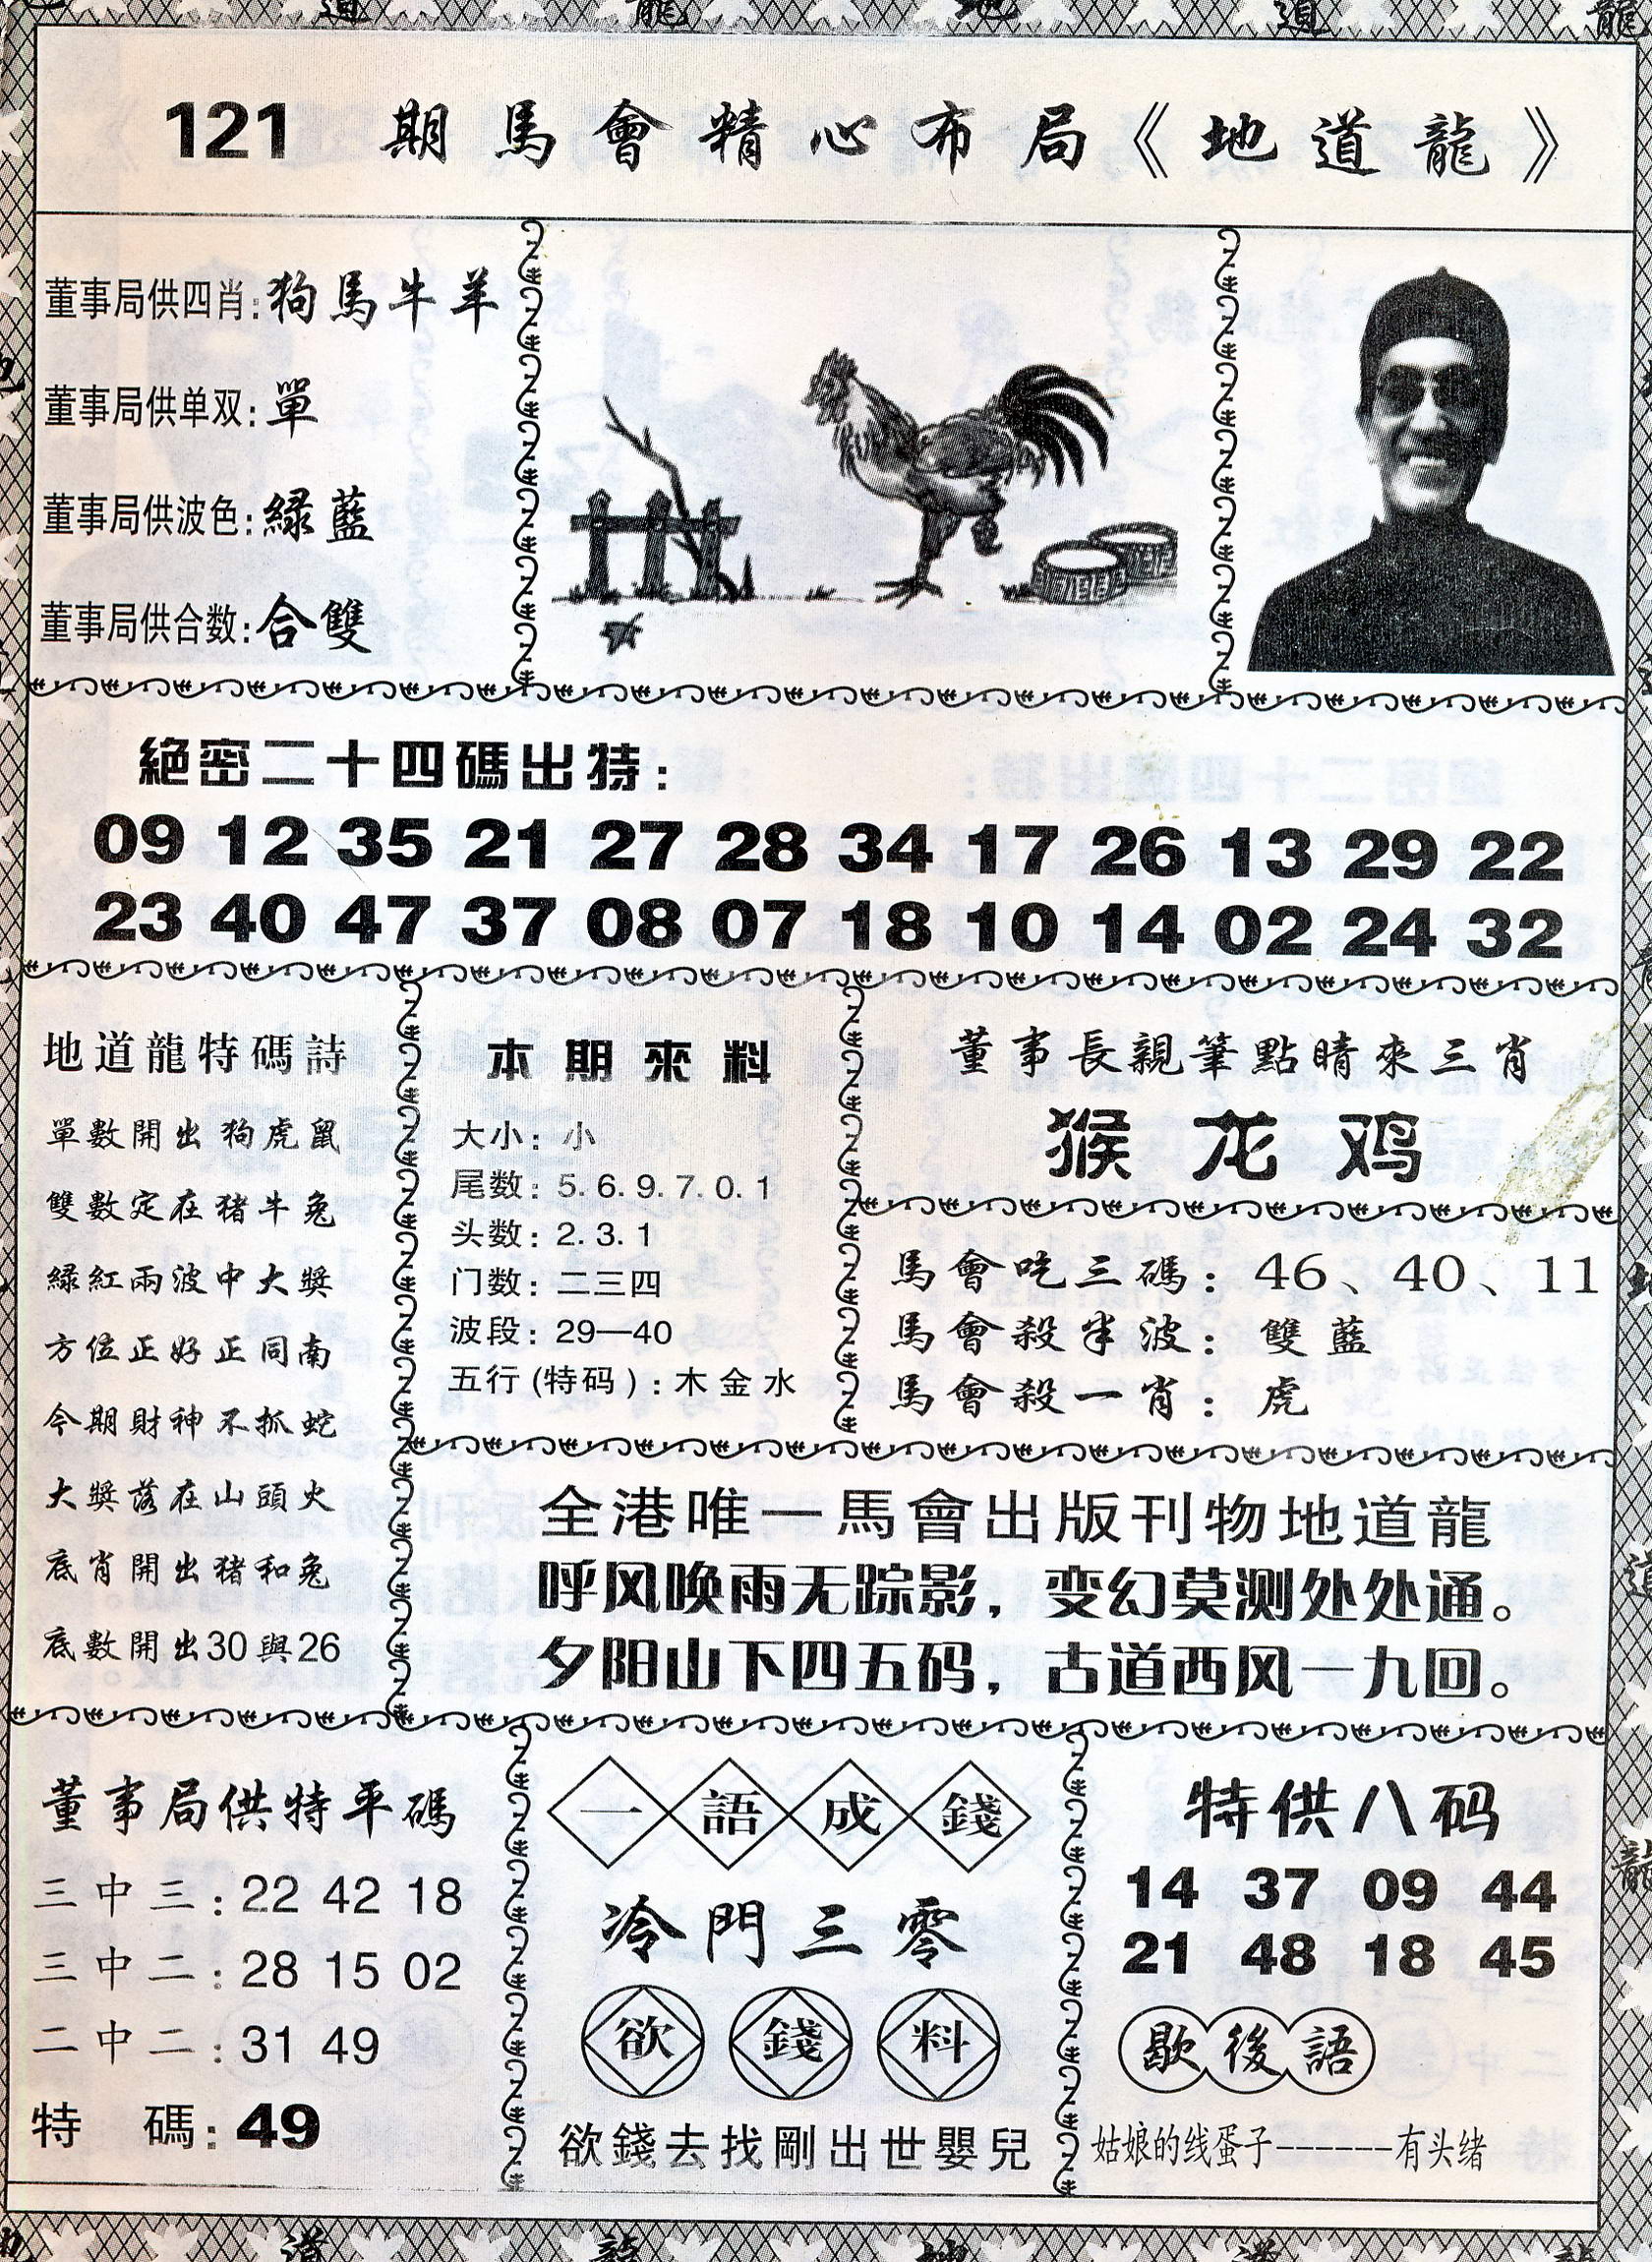 121 期馬會精心布局《地道龍》
董事局供四肖:狗馬牛羊
董事局供单双:單
董事局供波色:緑藍
董事局供合数:合雙
絕密二十四碼出特:
09 12 35 21 27 28 34 17 26 13 29 22
23 40 47 37 08 07 18 10 14 02 24 32
地道龍特碼詩
單數開出狗虎鼠
雙數定在猪牛兔
緑紅兩波中大獎
方位正好正同南
今期財神不抓蛇
大獎落在山頭火
底肖開出猪和兔
底數開出30與26
本期來料
大小: 小
尾数: 5. 6. 9. 7. 0. 1
头数: 2. 3. 1
门数: 二三四
波段: 29—40
五行 (特码) : 木金水
董事長親筆點晴來三肖
猴龙鸡
馬會吃三碼: 46、40、11
馬會殺半波: 雙藍
馬會殺一肖: 虎
全港唯一馬會出版刊物地道龍
呼风唤雨无踪影，变幻莫测处处通。
夕阳山下四五码，古道西风一九回。
董事局供特平碼
三中三:22 42 18
三中二:28 15 02
二中二:31 49
特 碼:49
一語成錢
冷門三零
欲錢料
欲錢去找剛出世嬰兒
特供八码
14 37 09 44
21 48 18 45
歇後語
姑娘的线蛋子------有头绪